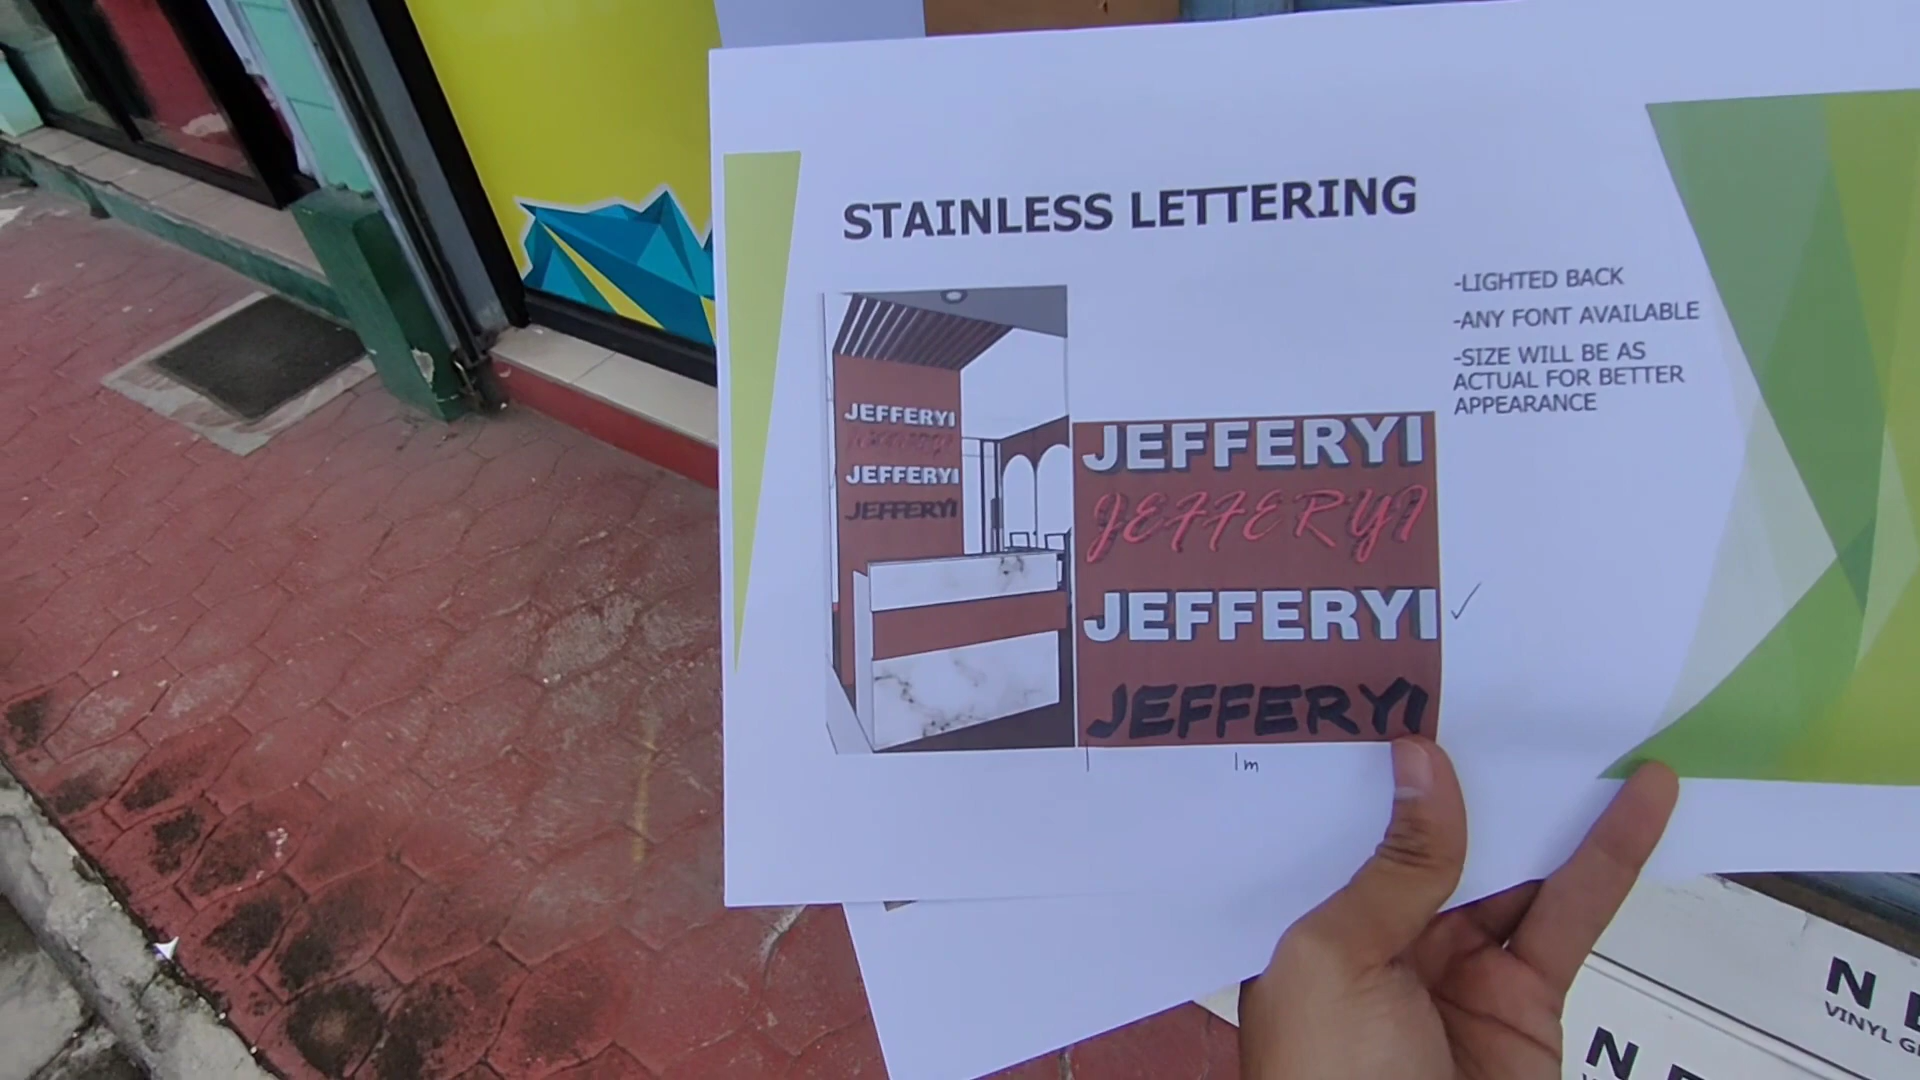 STAINLESS LETTERING
-LIGHTED BACK
-ANY FONT AVAILABLE
-SIZE WILL BE AS
ACTUAL FOR BETTER
APPEARANCE
JEFFERYI
JEFFERYI
JEFFERYI
JEFFERYI
JEFFERYI
JEFFERYI
JEFFERYI
1m
N
VINYL
N